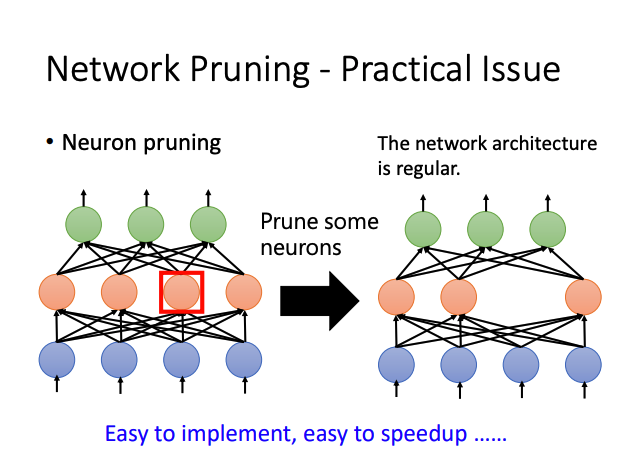 Network Pruning - Practical Issue
• Neuron pruning
The network architecture
is regular.
Prune some
neurons
Easy to implement, easy to speedup ……